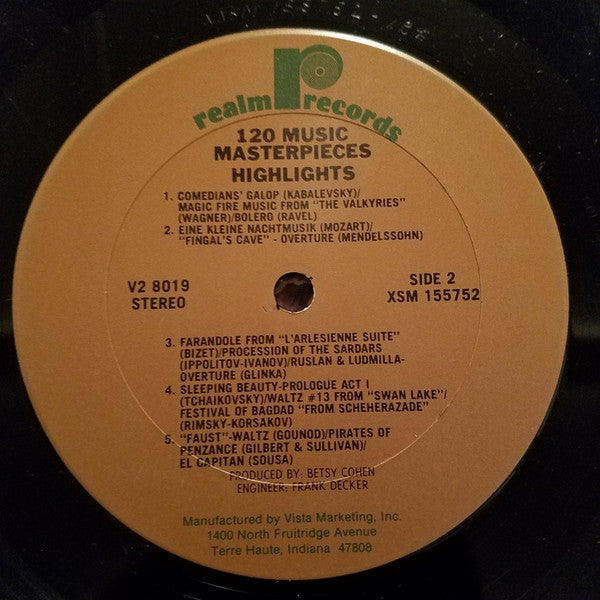 XSM 155752-
realm records
120 MUSIC
MASTERPIECES
HIGHLIGHTS
1. COMEDIANS' GALOP (KABALEVSKY)/
MAGIC FIRE MUSIC FROM "THE VALKYRIES"
(WAGNER)/BOLERO (RAVEL)
2. EINE KLEINE NACHTMUSIK (MOZART)/
"FINGAL'S CAVE" - OVERTURE (MENDELSSOHN)
V2 8019
STEREO
SIDE 2
XSM 155752
3. FARANDOLE FROM "L'ARLESIENNE SUITE"
(BIZET)/PROCESSION OF THE SARDARS
(IPPOLITOV-IVANOV)/RUSLAN & LUDMILLA-
OVERTURE (GLINKA)
4. SLEEPING BEAUTY-PROLOGUE ACT I
(TCHAIKOVSKY)/WALTZ #13 FROM "SWAN LAKE"/
FESTIVAL OF BAGDAD "FROM SCHEHERAZADE"
(RIMSKY-KORSAKOV)
5. "FAUST"-WALTZ (GOUNOD)/PIRATES OF
PENZANCE (GILBERT & SULLIVAN)/
EL CAPITAN (SOUSA)
PRODUCED BY: BETSY COHEN
ENGINEER: FRANK DECKER
Manufactured by Vista Marketing, Inc.
1400 North Fruitridge Avenue
Terre Haute, Indiana 47808